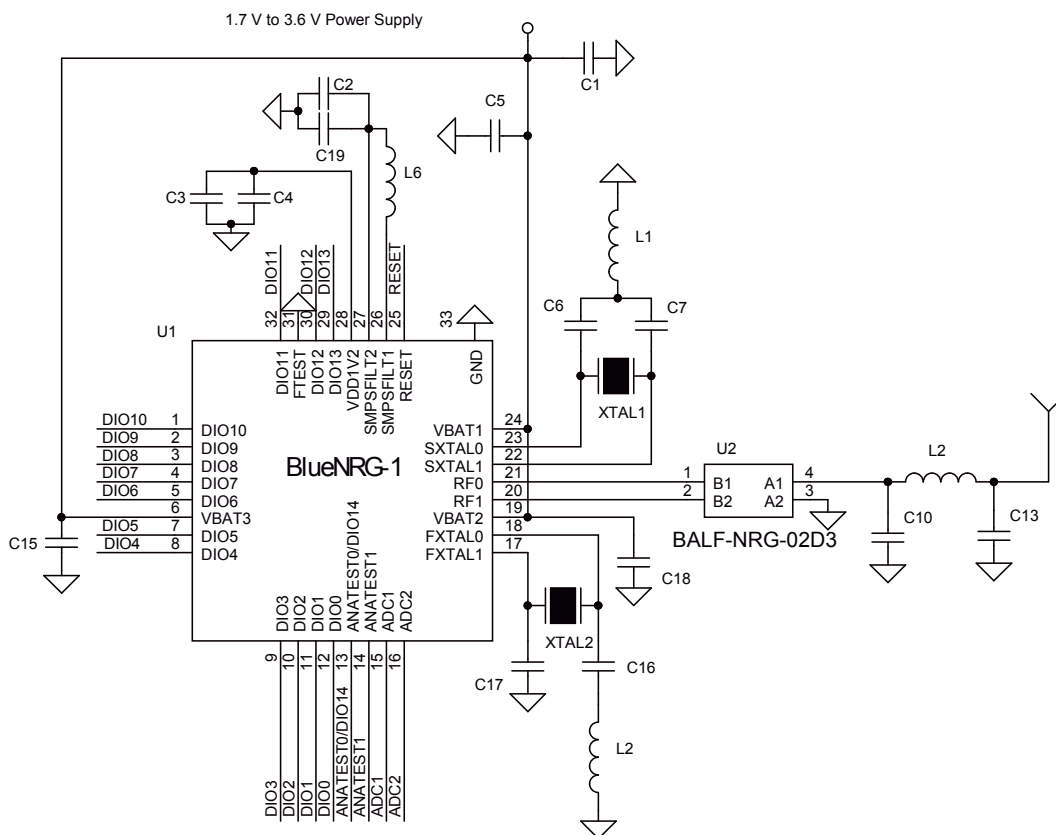 1.7 V to 3.6 V Power Supply
C1
C2
C5
C19
L6
C3
C4
L1
DIO11
DIO12
DIO13
RESET
C6
C7
U1
32
31
30
29
28
27
26
25
33
DIO11
FTEST
DIO12
DIO13
VDD1V2
SMPSFILT2
SMPSFILT1
RESET
GND
XTAL1
DIO10 1 DIO10
DIO9 2 DIO9
DIO8 3 DIO8
DIO7 4 DIO7
DIO6 5 DIO6
6 VBAT3
DIO5 7 DIO5
DIO4 8 DIO4
BlueNRG-1
VBAT1 24
SXTAL0 23
SXTAL1 22
RF0 21
RF1 20
VBAT2 19
FXTAL0 18
FXTAL1 17
U2
1 B1 A1 4
2 B2 A2 3
BALF-NRG-02D3
L2
C10
C13
C15
C18
DIO3
DIO2
DIO1
DIO0
ANATEST0/DIO14
ANATEST1
ADC1
ADC2
XTAL2
9
10
11
12
13
14
15
16
C17
C16
L2
DIO3
DIO2
DIO1
DIO0
ANATEST0/DIO14
ANATEST1
ADC1
ADC2